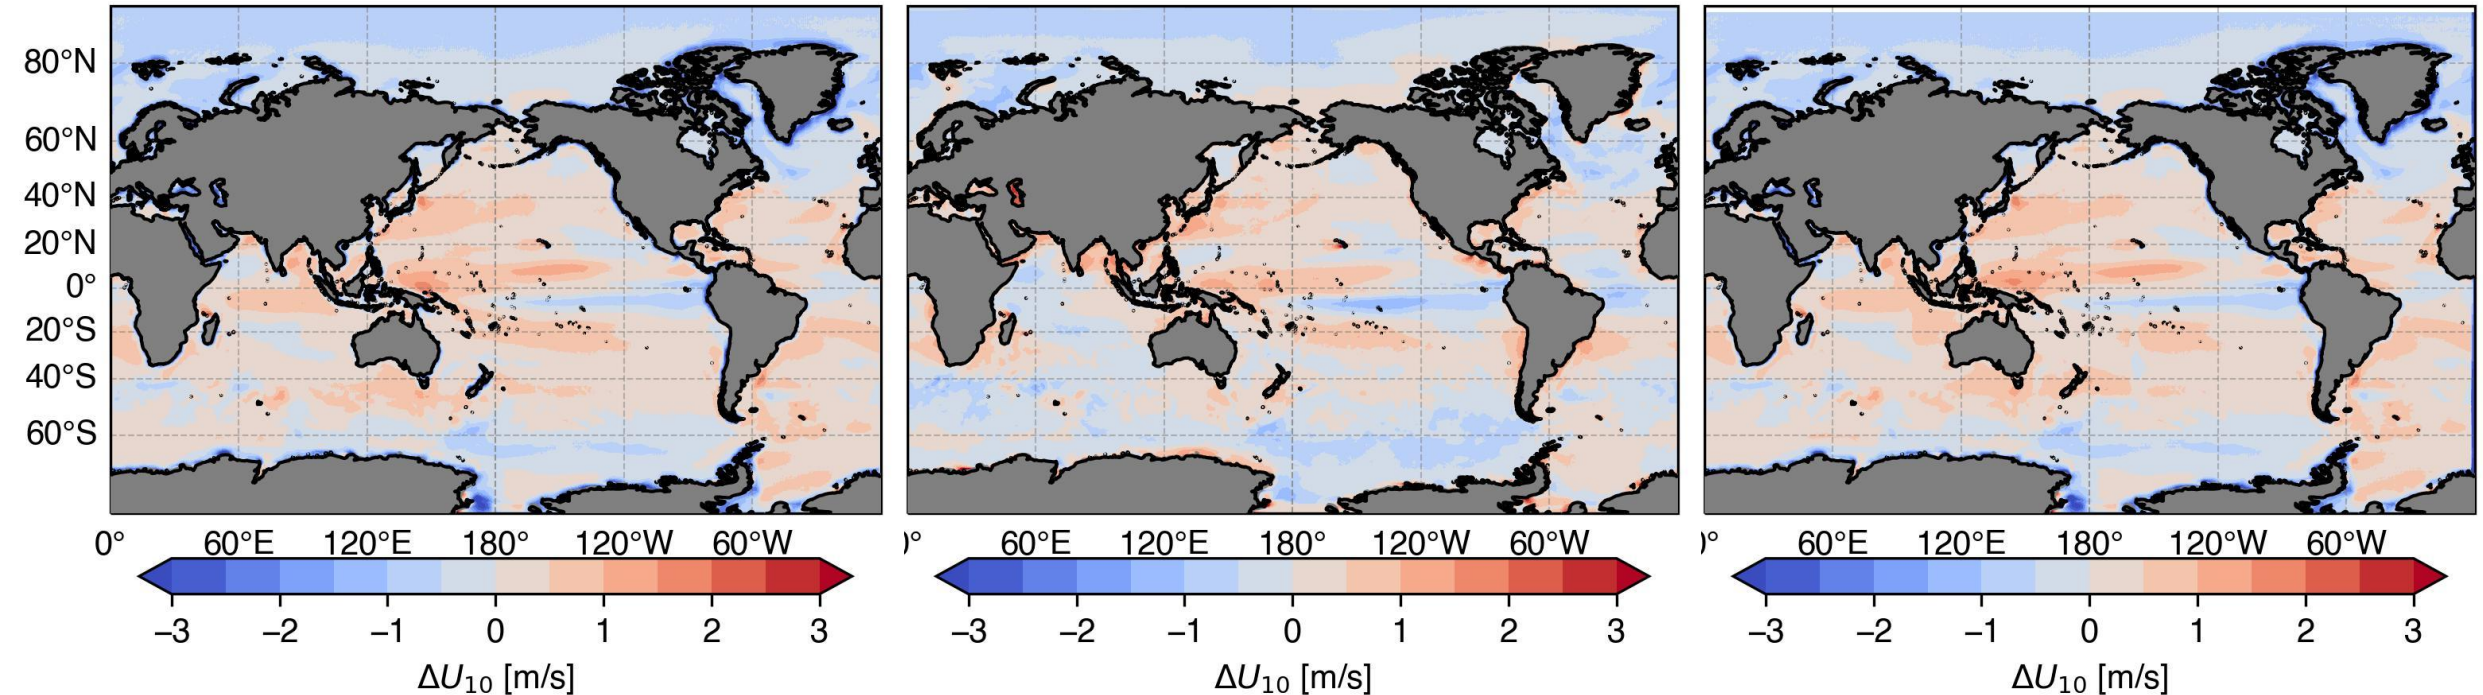 80°N
60°N
40°N
20°N
0°
20°S
40°S
60°S
0° 60°E 120°E 180° 120°W 60°W
)° 60°E 120°E 180° 120°W 60°W
)° 60°E 120°E 180° 120°W 60°W
−3 −2 −1 0 1 2 3
−3 −2 −1 0 1 2 3
−3 −2 −1 0 1 2 3
ΔU₁₀ [m/s]
ΔU₁₀ [m/s]
ΔU₁₀ [m/s]